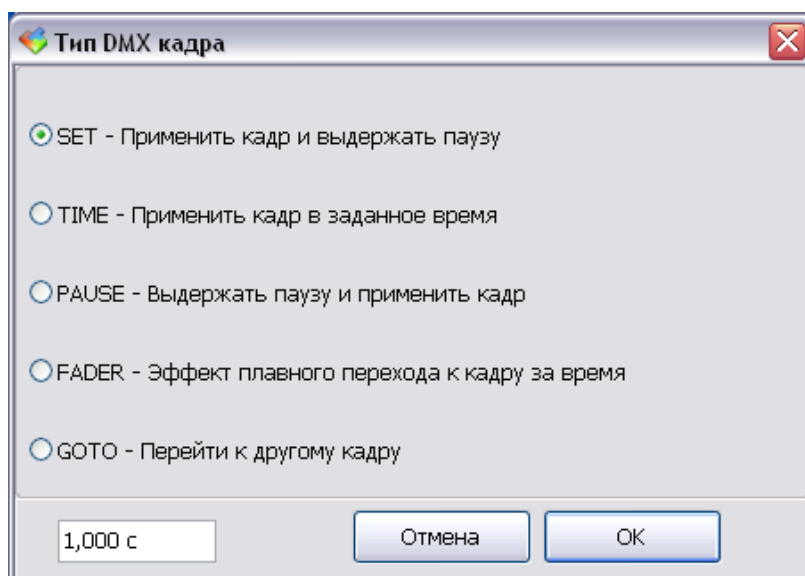 Тип DMX кадра
SET - Применить кадр и выдержать паузу
TIME - Применить кадр в заданное время
PAUSE - Выдержать паузу и применить кадр
FADER - Эффект плавного перехода к кадру за время
GOTO - Перейти к другому кадру
1,000 с Отмена OK